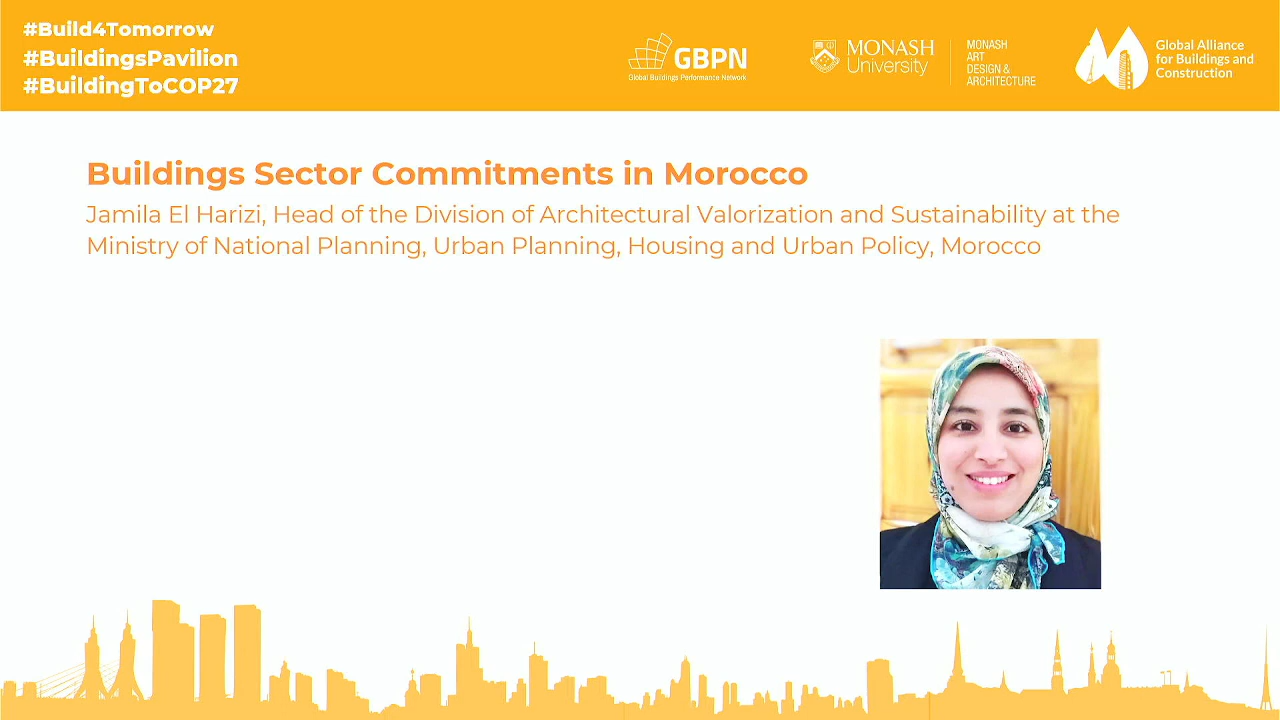 #Build4Tomorrow
#BuildingsPavilion
#BuildingToCOP27
GBPN
Global Buildings Performance Network
MONASH
University
MONASH
ART
DESIGN &
ARCHITECTURE
Global Alliance
for Buildings and
Construction
Buildings Sector Commitments in Morocco
Jamila El Harizi, Head of the Division of Architectural Valorization and Sustainability at the
Ministry of National Planning, Urban Planning, Housing and Urban Policy, Morocco